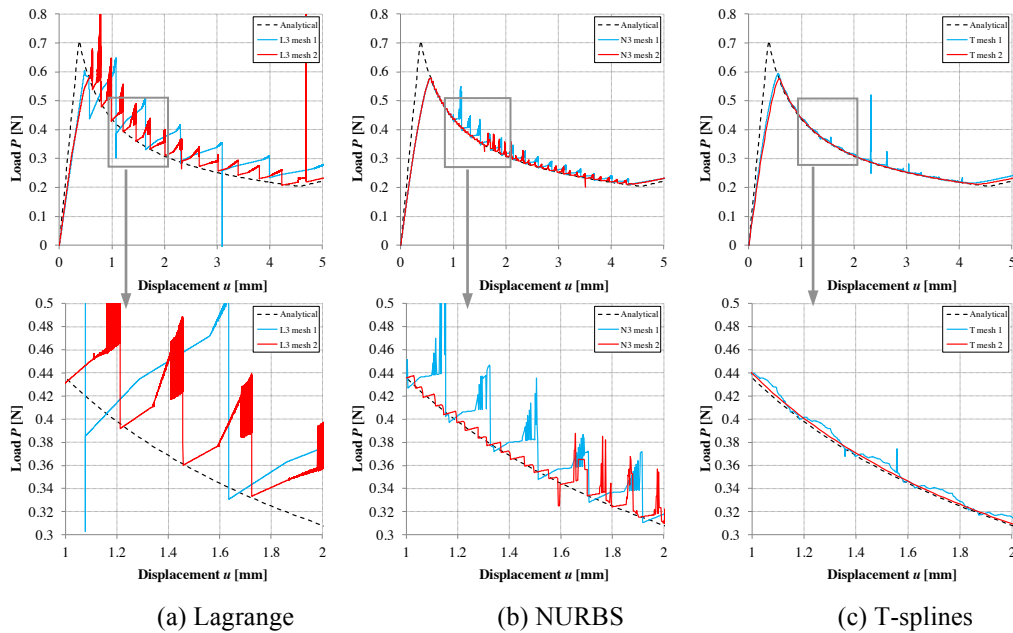 0.8
0.7
0.6
0.5
0.4
0.3
0.2
0.1
0
Load P [N]
Analytical
L3 mesh 1
L3 mesh 2
0 1 2 3 4 5
Displacement u [mm]
0.8
0.7
0.6
0.5
0.4
0.3
0.2
0.1
0
Load P [N]
Analytical
N3 mesh 1
N3 mesh 2
0 1 2 3 4 5
Displacement u [mm]
0.8
0.7
0.6
0.5
0.4
0.3
0.2
0.1
0
Load P [N]
Analytical
T mesh 1
T mesh 2
0 1 2 3 4 5
Displacement u [mm]
0.5
0.48
0.46
0.44
0.42
0.4
0.38
0.36
0.34
0.32
0.3
Load P [N]
Analytical
L3 mesh 1
L3 mesh 2
1 1.2 1.4 1.6 1.8 2
Displacement u [mm]
0.5
0.48
0.46
0.44
0.42
0.4
0.38
0.36
0.34
0.32
0.3
Load P [N]
Analytical
N3 mesh 1
N3 mesh 2
1 1.2 1.4 1.6 1.8 2
Displacement u [mm]
0.5
0.48
0.46
0.44
0.42
0.4
0.38
0.36
0.34
0.32
0.3
Load P [N]
Analytical
T mesh 1
T mesh 2
1 1.2 1.4 1.6 1.8 2
Displacement u [mm]
(a) Lagrange
(b) NURBS
(c) T-splines